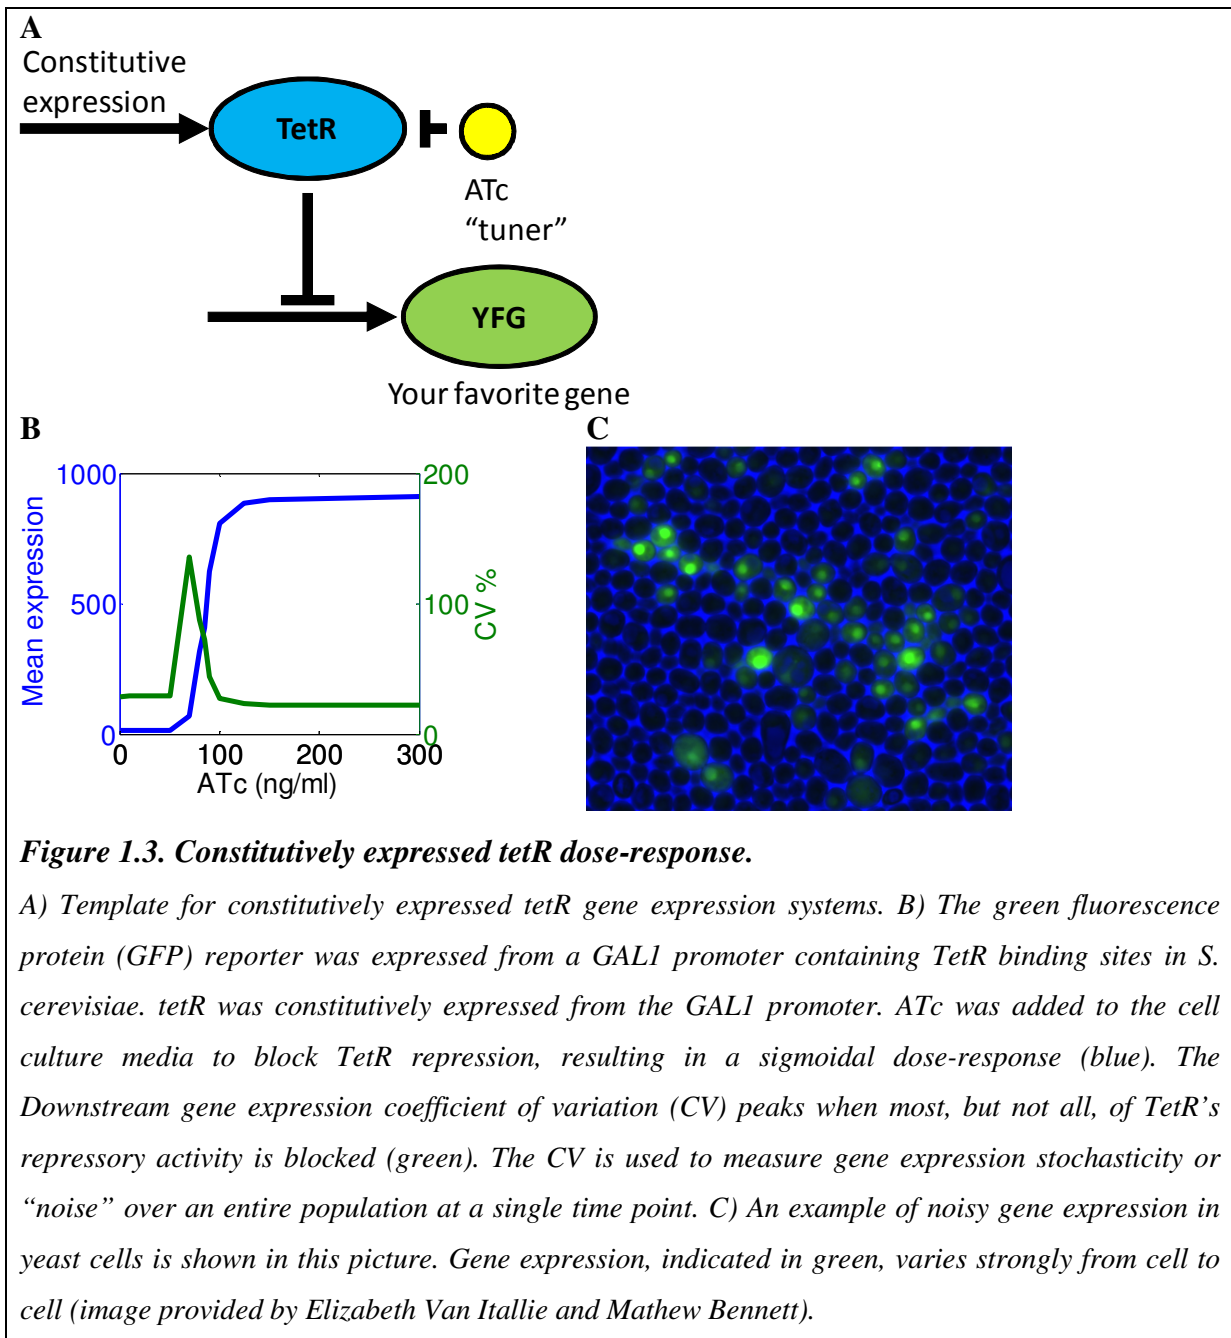 A
Constitutive
expression
TetR
ATc
“tuner”
YFG
Your favorite gene
B
C
1000
500
0
Mean expression
200
100
0
CV %
0
100
200
300
ATc (ng/ml)
Figure 1.3. Constitutively expressed tetR dose-response.
A) Template for constitutively expressed tetR gene expression systems. B) The green fluorescence
protein (GFP) reporter was expressed from a GAL1 promoter containing TetR binding sites in S.
cerevisiae. tetR was constitutively expressed from the GAL1 promoter. ATc was added to the cell
culture media to block TetR repression, resulting in a sigmoidal dose-response (blue). The
Downstream gene expression coefficient of variation (CV) peaks when most, but not all, of TetR’s
repressory activity is blocked (green). The CV is used to measure gene expression stochasticity or
“noise” over an entire population at a single time point. C) An example of noisy gene expression in
yeast cells is shown in this picture. Gene expression, indicated in green, varies strongly from cell to
cell (image provided by Elizabeth Van Itallie and Mathew Bennett).